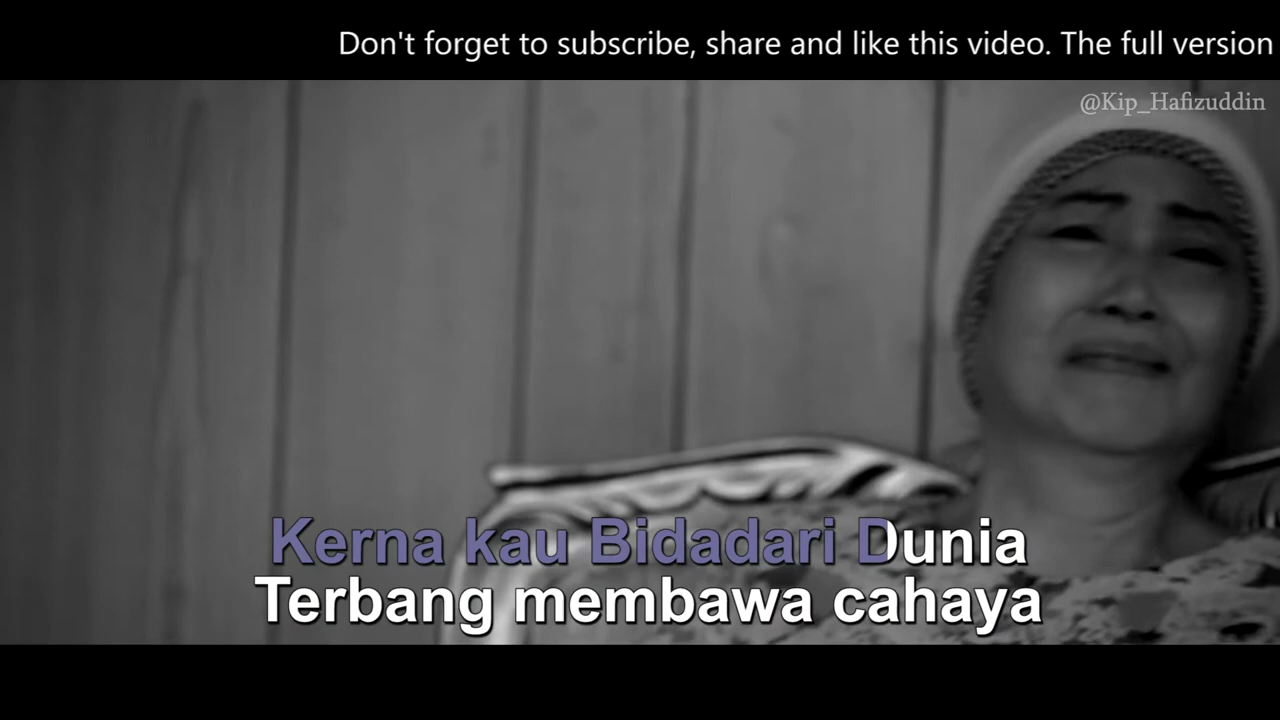 Don't forget to subscribe, share and like this video. The full version
@Kip_Hafizuddin
Kerna kau Bidadari Dunia
Terbang membawa cahaya